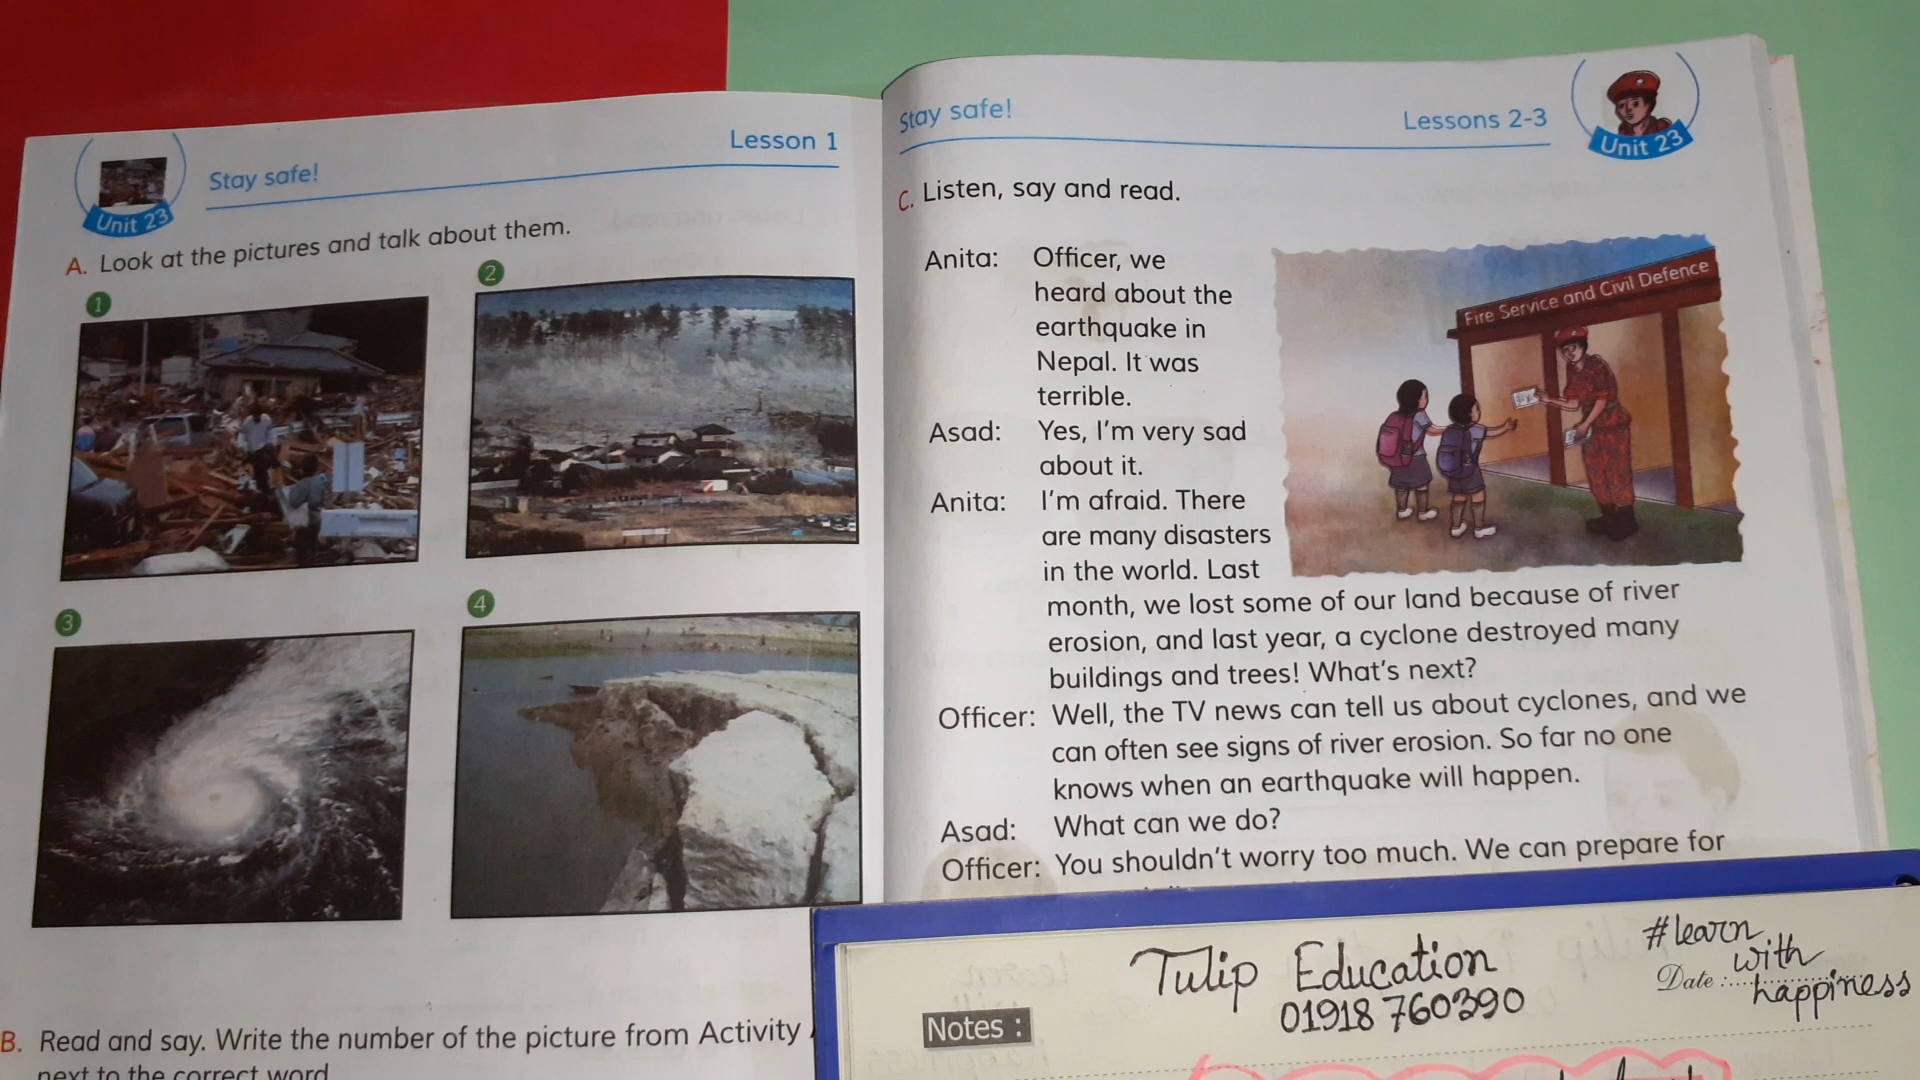 Unit 23
Stay safe!
Lesson 1
A. Look at the pictures and talk about them.
1
2
3
4
B. Read and say. Write the number of the picture from Activity
next to the correct word
Stay safe!
Lessons 2-3
Unit 23
C. Listen, say and read.
Anita: Officer, we
heard about the
earthquake in
Nepal. It was
terrible.
Asad: Yes, I'm very sad
about it.
Anita: I'm afraid. There
are many disasters
in the world. Last
month, we lost some of our land because of river
erosion, and last year, a cyclone destroyed many
buildings and trees! What's next?
Officer: Well, the TV news can tell us about cyclones, and we
can often see signs of river erosion. So far no one
knows when an earthquake will happen.
Asad: What can we do?
Officer: You shouldn't worry too much. We can prepare for
Fire Service and Civil Defence
Tulip Education
01918 760390
#learn
with
happiness
Date :
Notes :